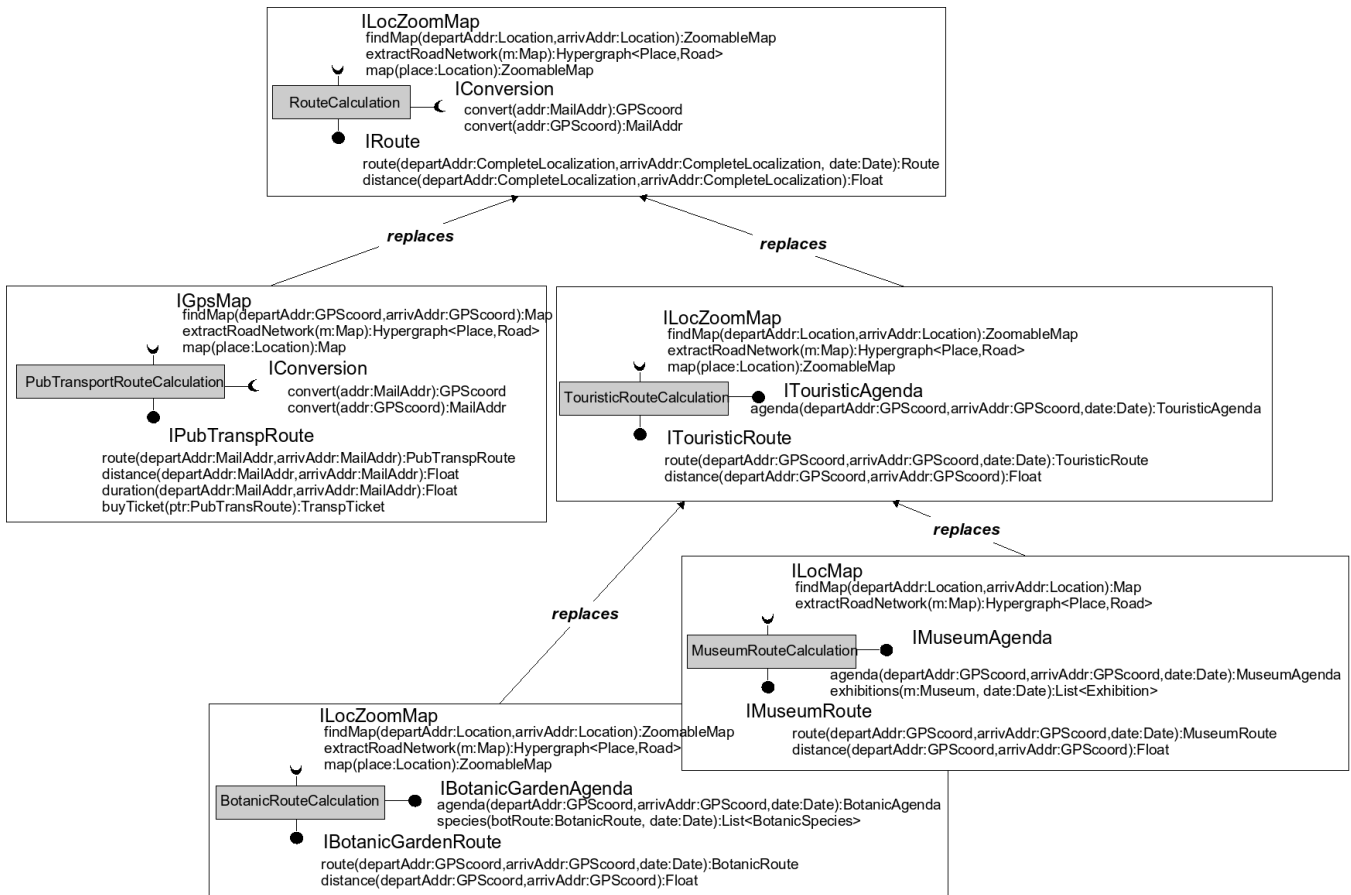 ILocZoomMap
findMap(departAddr:Location,arrivAddr:Location):ZoomableMap
extractRoadNetwork(m:Map):Hypergraph<Place,Road>
map(place:Location):ZoomableMap
RouteCalculation
IConversion
convert(addr:MailAddr):GPScoord
convert(addr:GPScoord):MailAddr
IRoute
route(departAddr:CompleteLocalization,arrivAddr:CompleteLocalization, date:Date):Route
distance(departAddr:CompleteLocalization,arrivAddr:CompleteLocalization):Float
replaces
replaces
IGpsMap
findMap(departAddr:GPScoord,arrivAddr:GPScoord):Map
extractRoadNetwork(m:Map):Hypergraph<Place,Road>
map(place:Location):Map
PubTransportRouteCalculation
IConversion
convert(addr:MailAddr):GPScoord
convert(addr:GPScoord):MailAddr
IPubTranspRoute
route(departAddr:MailAddr,arrivAddr:MailAddr):PubTranspRoute
distance(departAddr:MailAddr,arrivAddr:MailAddr):Float
duration(departAddr:MailAddr,arrivAddr:MailAddr):Float
buyTicket(ptr:PubTransRoute):TranspTicket
ILocZoomMap
findMap(departAddr:Location,arrivAddr:Location):ZoomableMap
extractRoadNetwork(m:Map):Hypergraph<Place,Road>
map(place:Location):ZoomableMap
TouristicRouteCalculation
ITouristicAgenda
agenda(departAddr:GPScoord,arrivAddr:GPScoord,date:Date):TouristicAgenda
ITouristicRoute
route(departAddr:GPScoord,arrivAddr:GPScoord,date:Date):TouristicRoute
distance(departAddr:GPScoord,arrivAddr:GPScoord):Float
replaces
replaces
ILocMap
findMap(departAddr:Location,arrivAddr:Location):Map
extractRoadNetwork(m:Map):Hypergraph<Place,Road>
MuseumRouteCalculation
IMuseumAgenda
agenda(departAddr:GPScoord,arrivAddr:GPScoord,date:Date):MuseumAgenda
exhibitions(m:Museum, date:Date):List<Exhibition>
IMuseumRoute
route(departAddr:GPScoord,arrivAddr:GPScoord,date:Date):MuseumRoute
distance(departAddr:GPScoord,arrivAddr:GPScoord):Float
ILocZoomMap
findMap(departAddr:Location,arrivAddr:Location):ZoomableMap
extractRoadNetwork(m:Map):Hypergraph<Place,Road>
map(place:Location):ZoomableMap
BotanicRouteCalculation
IBotanicGardenAgenda
agenda(departAddr:GPScoord,arrivAddr:GPScoord,date:Date):BotanicAgenda
species(botRoute:BotanicRoute, date:Date):List<BotanicSpecies>
IBotanicGardenRoute
route(departAddr:GPScoord,arrivAddr:GPScoord,date:Date):BotanicRoute
distance(departAddr:GPScoord,arrivAddr:GPScoord):Float